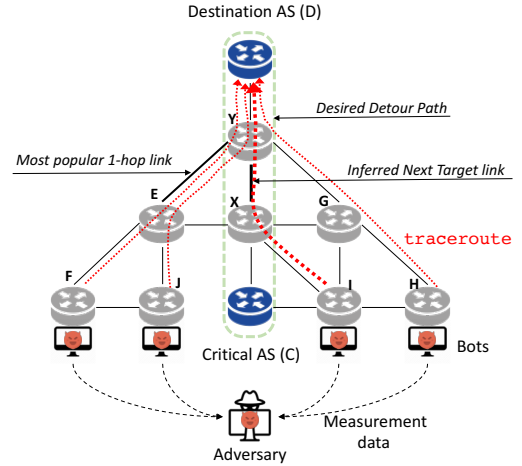 Destination AS (D)
Desired Detour Path
Y
Most popular 1-hop link
Inferred Next Target link
E
X
G
traceroute
F
J
I
H
Bots
Critical AS (C)
Measurement
data
Adversary